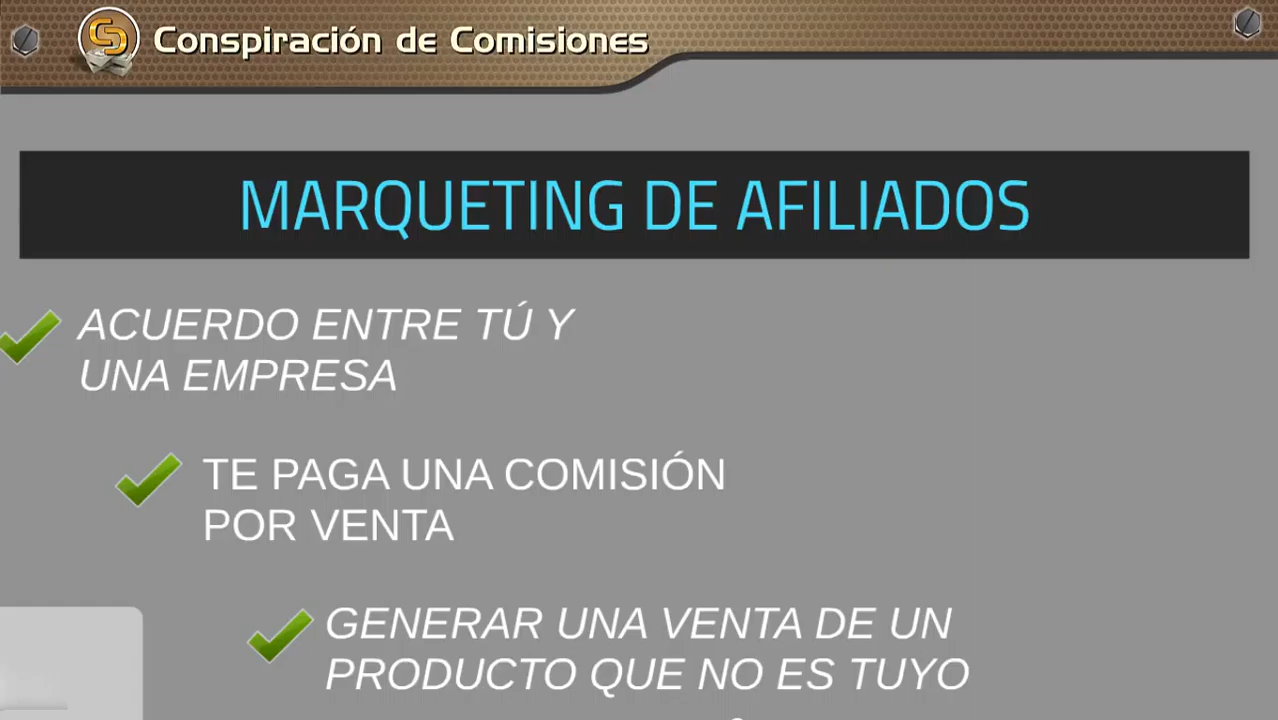 Conspiración de Comisiones
MARQUETING DE AFILIADOS
ACUERDO ENTRE TÚ Y
UNA EMPRESA
TE PAGA UNA COMISIÓN
POR VENTA
GENERAR UNA VENTA DE UN
PRODUCTO QUE NO ES TUYO